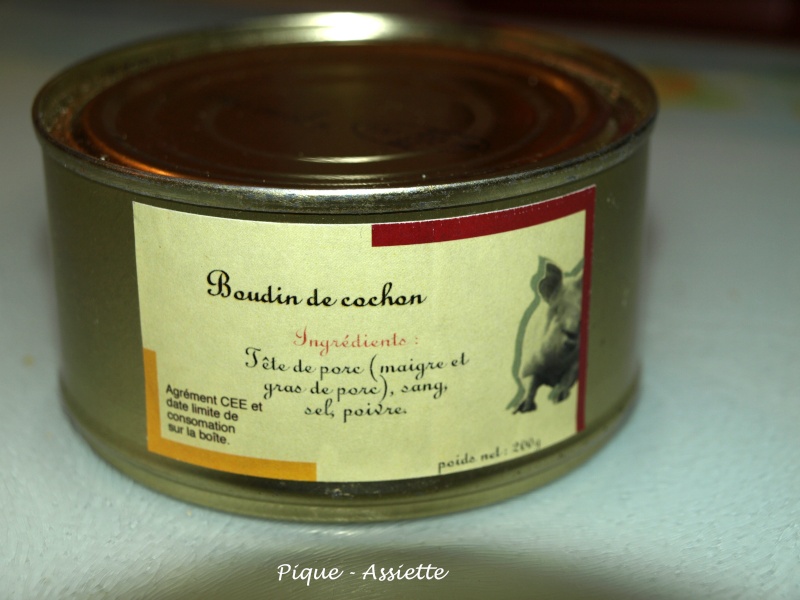 Boudin de cochon
Ingrédients :
Tête de porc (maigre et
gras de porc), sang,
sel, poivre.
Agrément CEE et
date limite de
consomation
sur la boîte.
poids net : 200g
Pique - Assiette